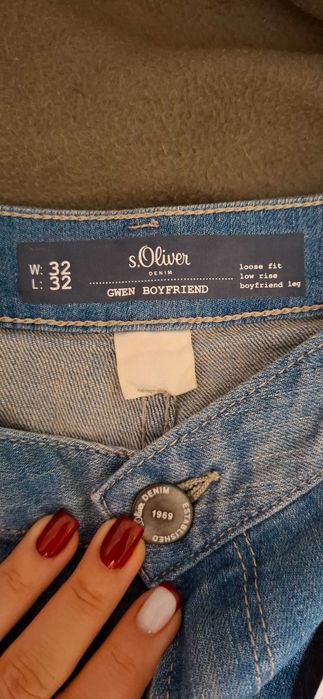 s.Oliver
DENIM
W: 32
L: 32
GWEN BOYFRIEND
loose fit
low rise
boyfriend leg
DENIM
ESTABLISHED
1969